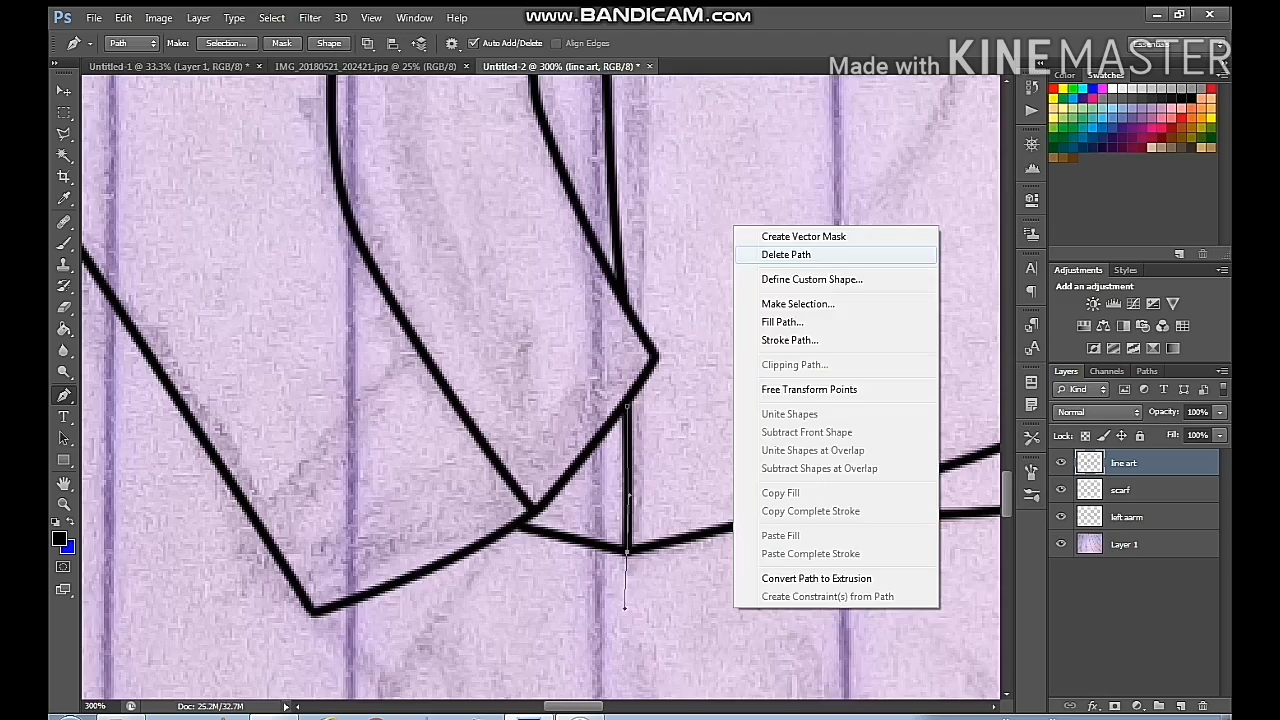 Ps File Edit Image Layer Type Select Filter 3D View Window Help
www.BANDICAM.com
Path Make: Selection... Mask Shape Auto Add/Delete Align Edges Essentials
Made with KINEMASTER
Untitled-1 @ 33.3% (Layer 1, RGB/8) * × IMG_20180521_202421.jpg @ 25% (RGB/8) × Untitled-2 @ 300% (line art, RGB/8) * ×
Color Swatches
Create Vector Mask
Delete Path
Define Custom Shape...
Make Selection...
Fill Path...
Stroke Path...
Clipping Path...
Free Transform Points
Unite Shapes
Subtract Front Shape
Unite Shapes at Overlap
Subtract Shapes at Overlap
Copy Fill
Copy Complete Stroke
Paste Fill
Paste Complete Stroke
Convert Path to Extrusion
Create Constraint(s) from Path
Adjustments Styles
Add an adjustment
Layers Channels Paths
Kind
Normal Opacity: 100%
Lock: Fill: 100%
line art
scarf
left aarm
Layer 1
300% Doc: 25.2M/32.7M